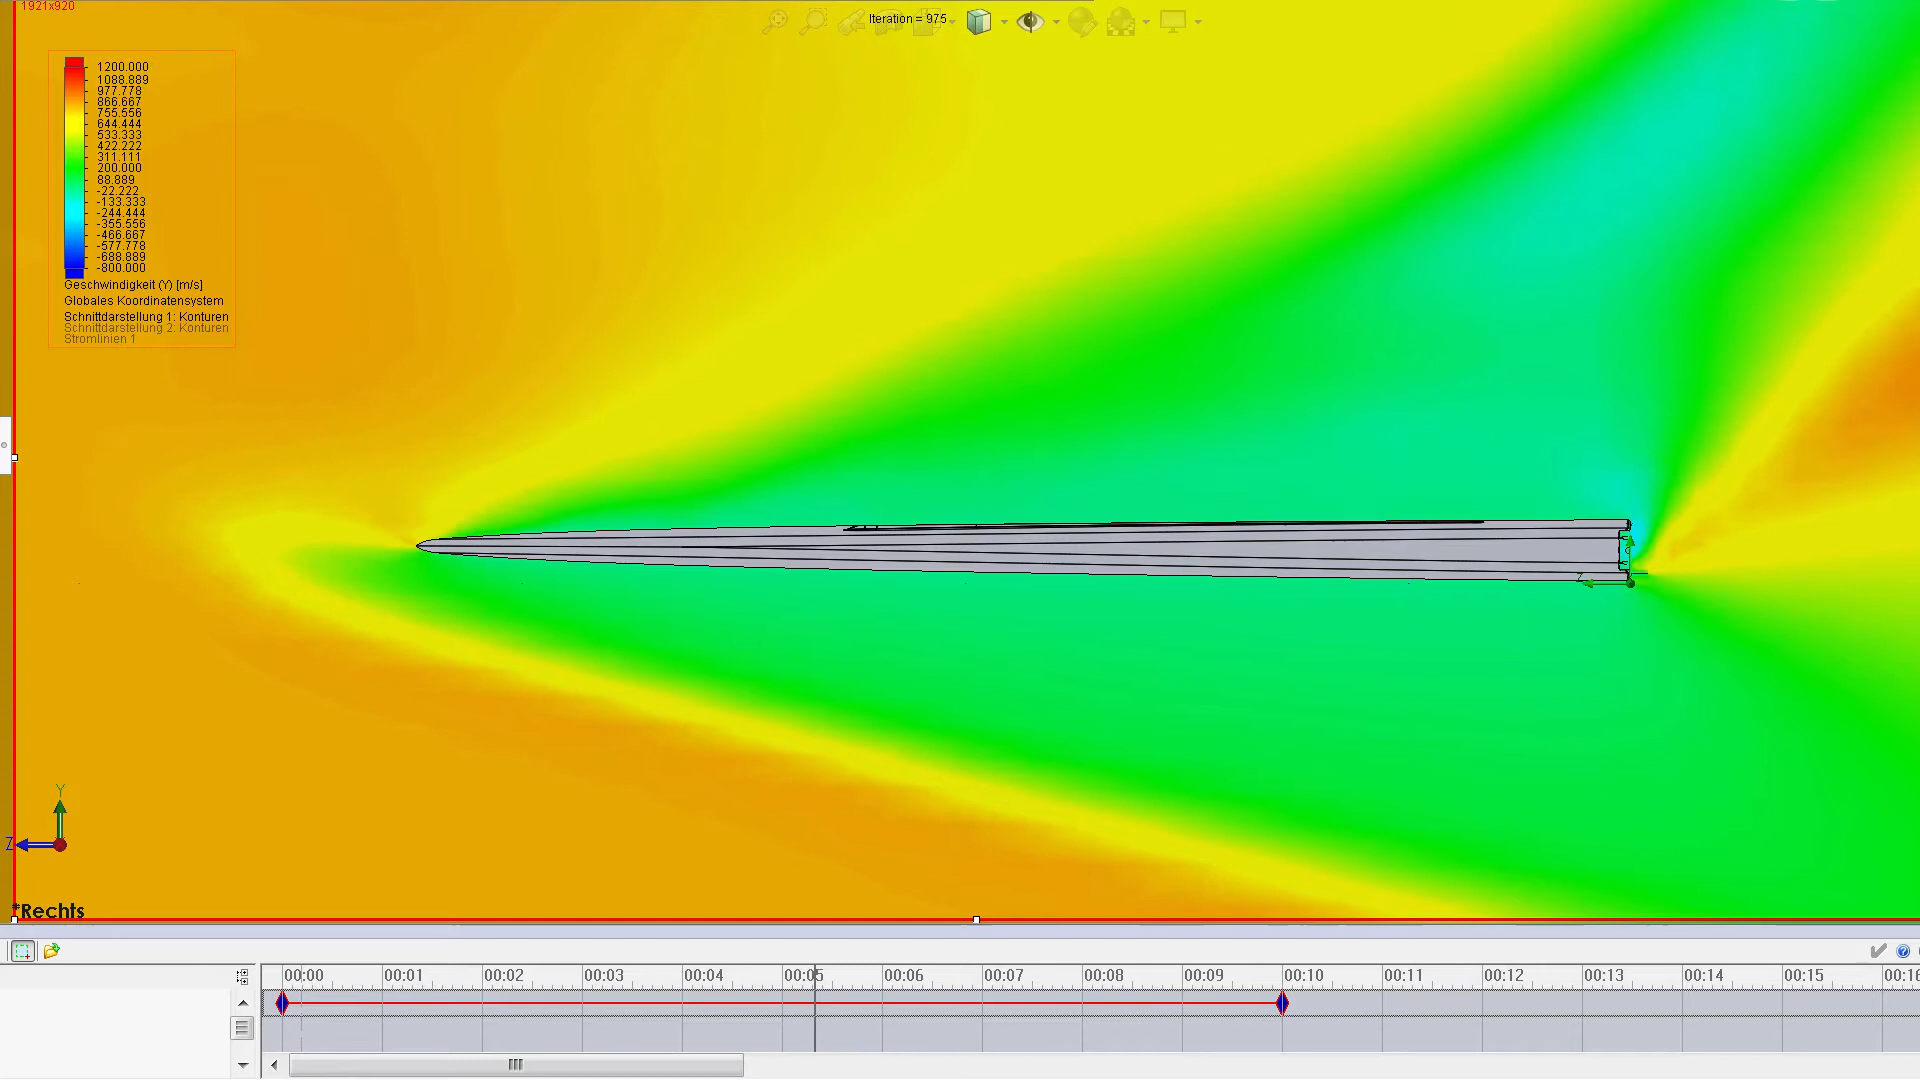 1921x920
Iteration = 975
1200.000
1088.889
977.778
866.667
755.556
644.444
533.333
422.222
311.111
200.000
88.889
-22.222
-133.333
-244.444
-355.556
-466.667
-577.778
-688.889
-800.000
Geschwindigkeit (Y) [m/s]
Globales Koordinatensystem
Schnittdarstellung 1: Konturen
Schnittdarstellung 2: Konturen
Stromlinien 1
Z
Y
Z
*Rechts
00:00 00:01 00:02 00:03 00:04 00:05 00:06 00:07 00:08 00:09 00:10 00:11 00:12 00:13 00:14 00:15 00:16